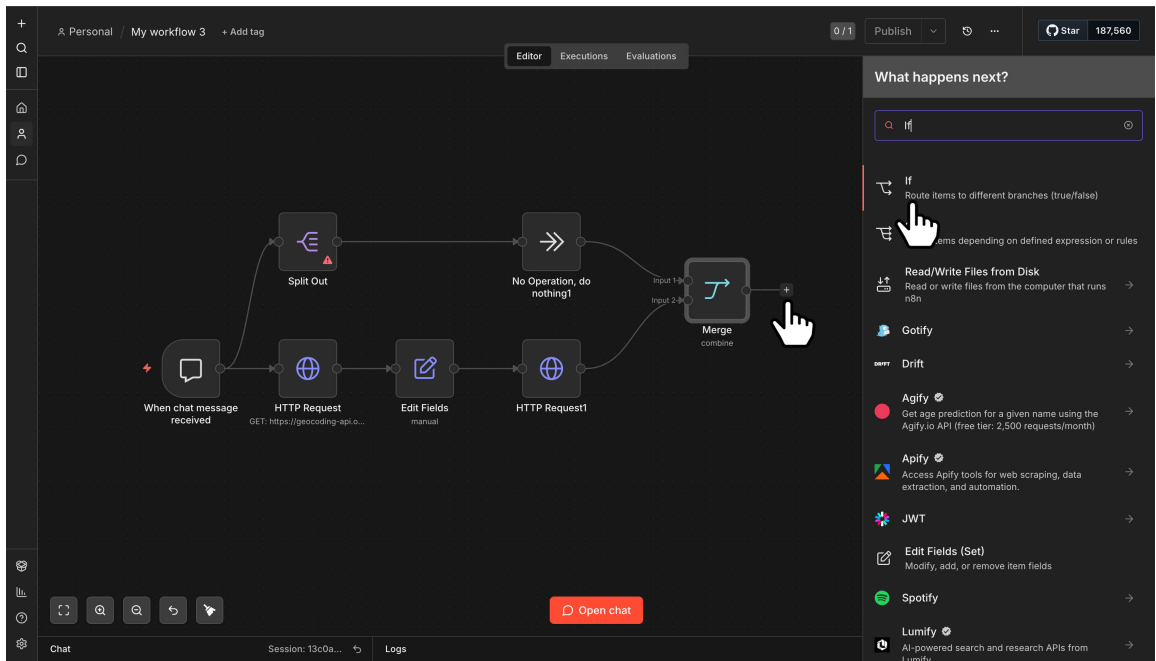 Personal / My workflow 3 + Add tag
0 / 1
Publish
Star 187,560
Editor Executions Evaluations
What happens next?
If
If
Route items to different branches (true/false)
ems depending on defined expression or rules
Read/Write Files from Disk
Read or write files from the computer that runs
n8n
Gotify
DRIFT
Drift
Agify
Get age prediction for a given name using the
Agify.io API (free tier: 2,500 requests/month)
Apify
Access Apify tools for web scraping, data
extraction, and automation.
JWT
Edit Fields (Set)
Modify, add, or remove item fields
Spotify
Lumify
AI-powered search and research APIs from
Lumify
Split Out
No Operation, do
nothing1
Input 1
Input 2
Merge
combine
When chat message
received
HTTP Request
GET: https://geocoding-api.o...
Edit Fields
manual
HTTP Request1
Open chat
Chat
Session: 13c0a...
Logs